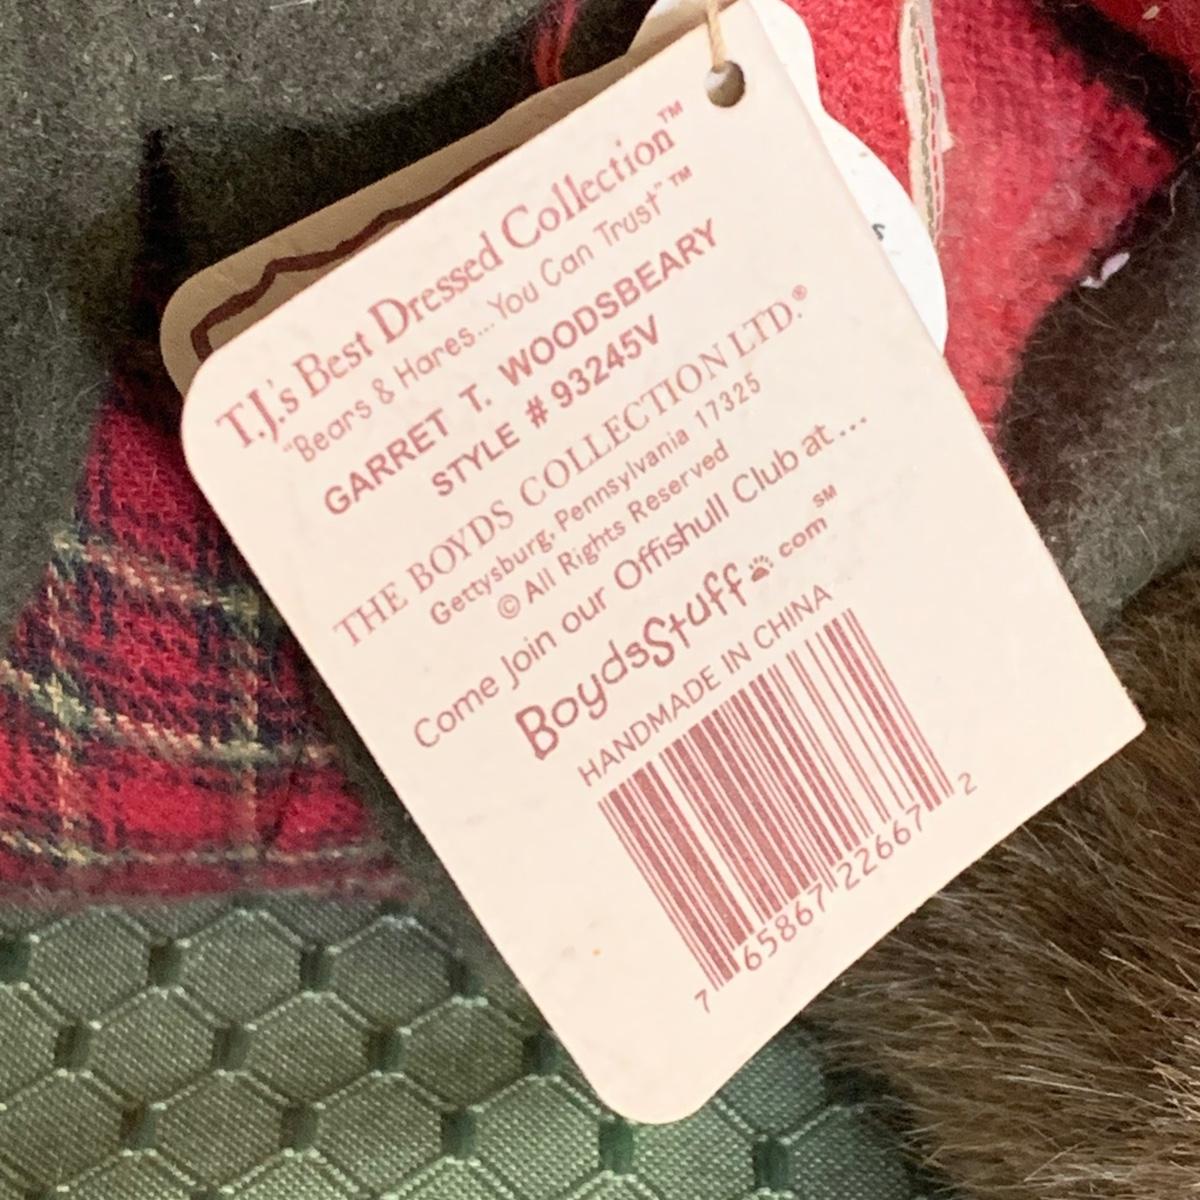 T.J.'s Best Dressed Collection™
"Bears & Hares...You Can Trust"™
GARRET T. WOODSBEARY
STYLE # 93245V
THE BOYDS COLLECTION LTD.®
Gettysburg, Pennsylvania 17325
© All Rights Reserved
Come Join our Offishull Club at...
BoydsStuff.com℠
HANDMADE IN CHINA
7 65867 22667 2